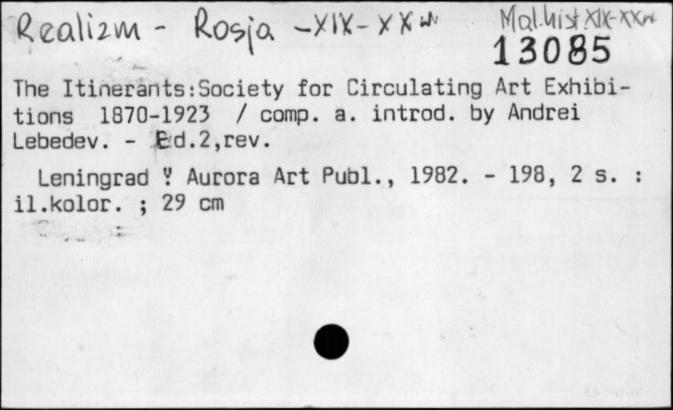 Realizm - Rosja - XIX - XX w
Mal.hist.XIX-XXw
13085
The Itinerants:Society for Circulating Art Exhibi-
tions 1870-1923 / comp. a. introd. by Andrei
Lebedev. - Ed.2,rev.
Leningrad : Aurora Art Publ., 1982. - 198, 2 s. :
il.kolor. ; 29 cm